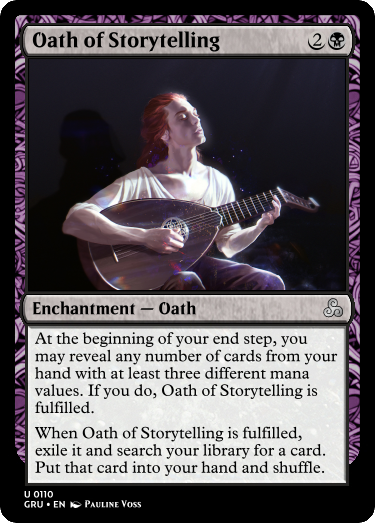 Oath of Storytelling 2
Enchantment — Oath
At the beginning of your end step, you
may reveal any number of cards from your
hand with at least three different mana
values. If you do, Oath of Storytelling is
fulfilled.
When Oath of Storytelling is fulfilled,
exile it and search your library for a card.
Put that card into your hand and shuffle.
U 0110
GRU • EN Pauline Voss